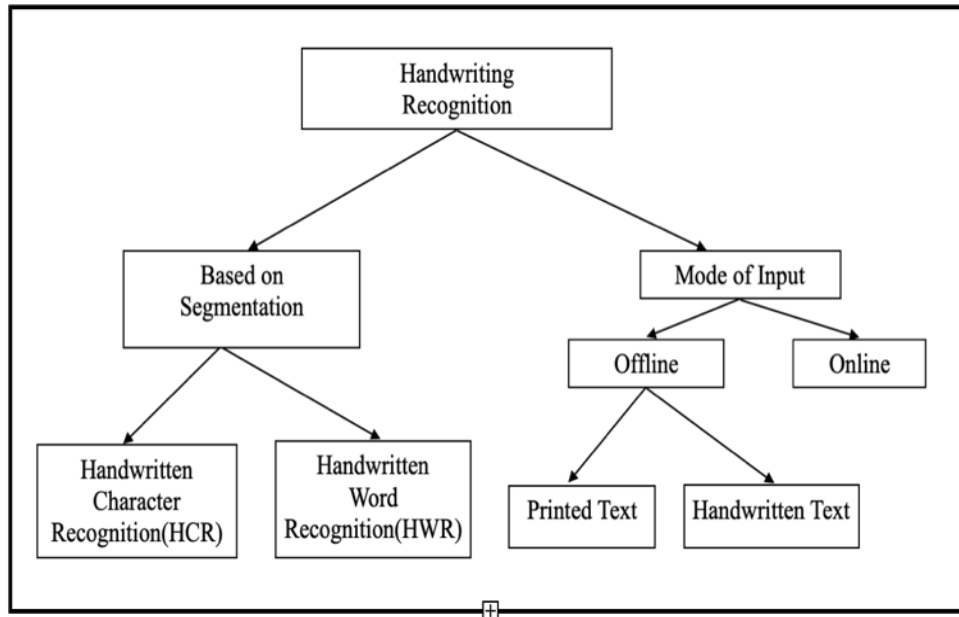 Handwriting
Recognition
Based on
Segmentation
Mode of Input
Offline
Online
Handwritten
Character
Recognition(HCR)
Handwritten
Word
Recognition(HWR)
Printed Text
Handwritten Text